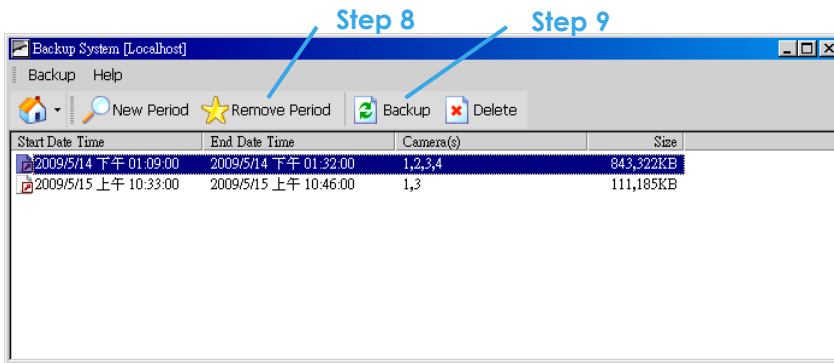 Step 8 Step 9
Backup System [Localhost]
Backup Help
New Period Remove Period Backup Delete
Start Date Time End Date Time Camera(s) Size
2009/5/14 下午 01:09:00 2009/5/14 下午 01:32:00 1,2,3,4 843,322KB
2009/5/15 上午 10:33:00 2009/5/15 上午 10:46:00 1,3 111,185KB